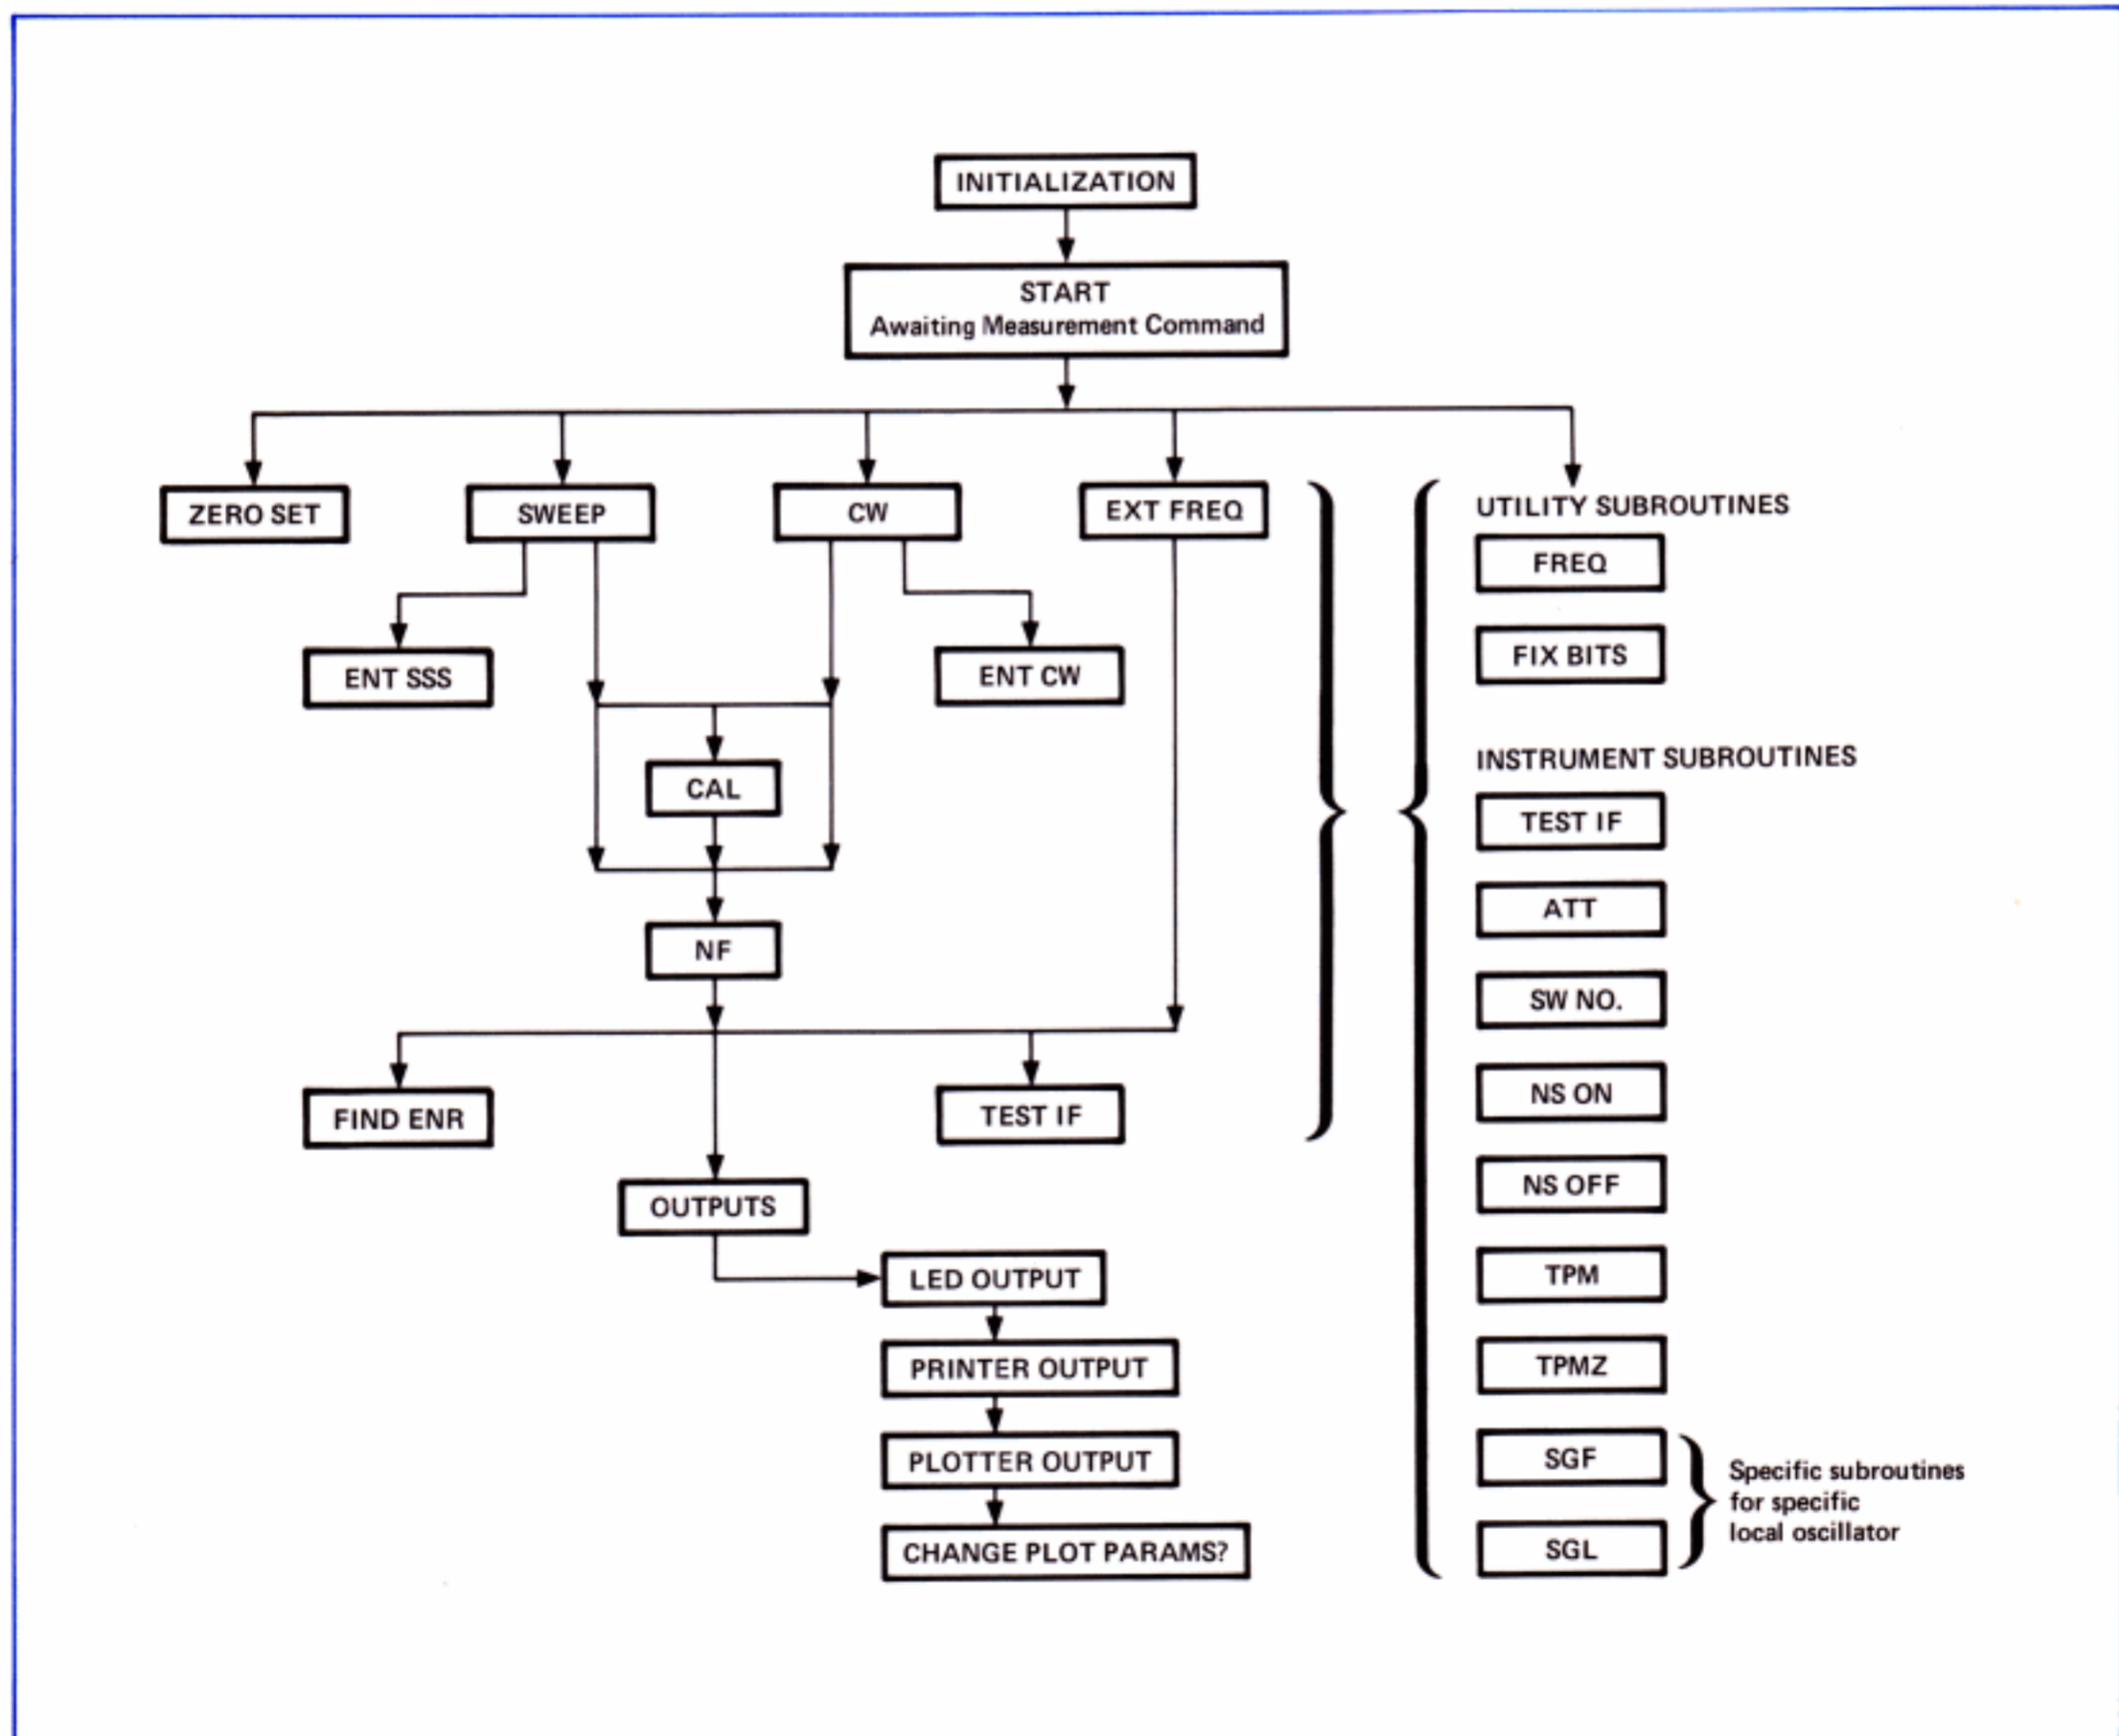 INITIALIZATION
START
Awaiting Measurement Command
ZERO SET
SWEEP
CW
EXT FREQ
ENT SSS
ENT CW
CAL
NF
FIND ENR
TEST IF
OUTPUTS
LED OUTPUT
PRINTER OUTPUT
PLOTTER OUTPUT
CHANGE PLOT PARAMS?
UTILITY SUBROUTINES
FREQ
FIX BITS
INSTRUMENT SUBROUTINES
TEST IF
ATT
SW NO.
NS ON
NS OFF
TPM
TPMZ
SGF
SGL
Specific subroutines
for specific
local oscillator